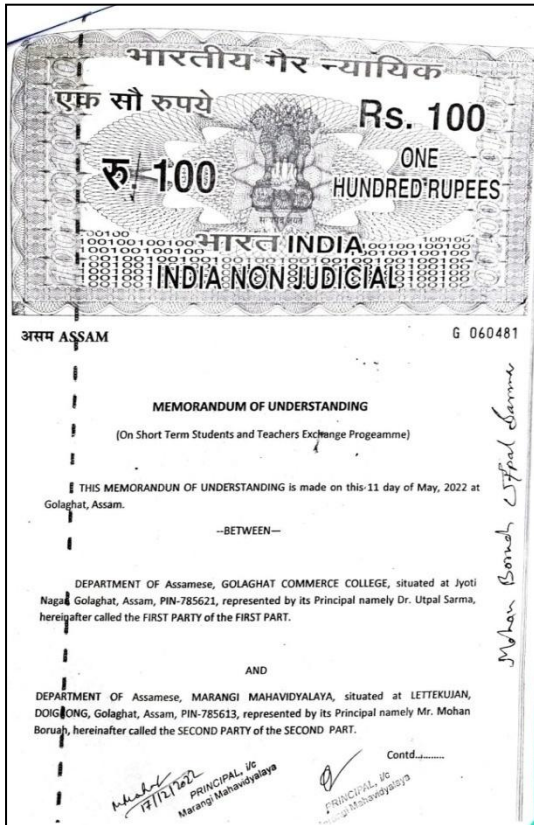 भारतीय गैर न्यायिक
एक सौ रुपये
Rs. 100
रु. 100
ONE
HUNDRED RUPEES
भारत INDIA
INDIA NON JUDICIAL
असम ASSAM
G 060481
MEMORANDUM OF UNDERSTANDING
(On Short Term Students and Teachers Exchange Progeamme)
THIS MEMORANDUN OF UNDERSTANDING is made on this 11 day of May, 2022 at
Golaghat, Assam.
--BETWEEN—
DEPARTMENT OF Assamese, GOLAGHAT COMMERCE COLLEGE, situated at Jyoti
Nagar, Golaghat, Assam, PIN-785621, represented by its Principal namely Dr. Utpal Sarma,
hereinafter called the FIRST PARTY of the FIRST PART.
AND
DEPARTMENT OF Assamese, MARANGI MAHAVIDYALAYA, situated at LETTEKUJAN,
Golaghat, Assam, PIN-785613, represented by its Principal namely Mr. Mohan
Boruah, hereinafter called the SECOND PARTY of the SECOND PART.
Contd.........
17/12/2022
PRINCIPAL, i/c
Marangi Mahavidyalaya
PRINCIPAL, i/c
Marangi Mahavidyalaya
Mohan Boruah Utpal Sarma